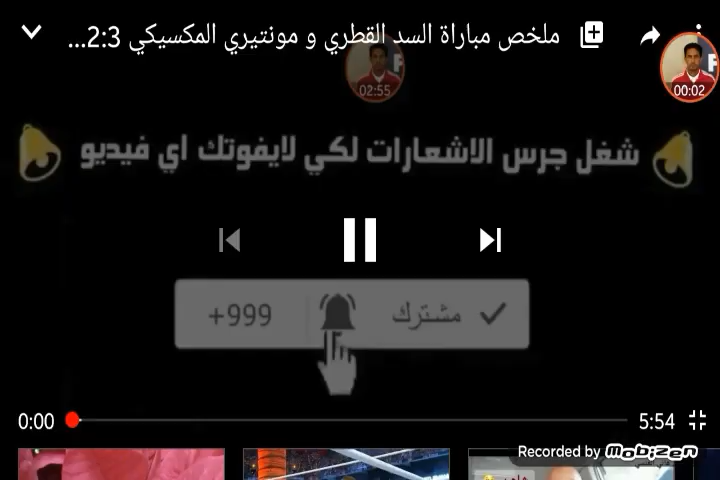 ملخص مباراة السد القطري و مونتيري المكسيكي 2:3...
02:55
00:02
شغل جرس الاشعارات لكي لايفوتك اي فيديو
+999
مشترك
0:00
5:54
Recorded by MOBIZEN